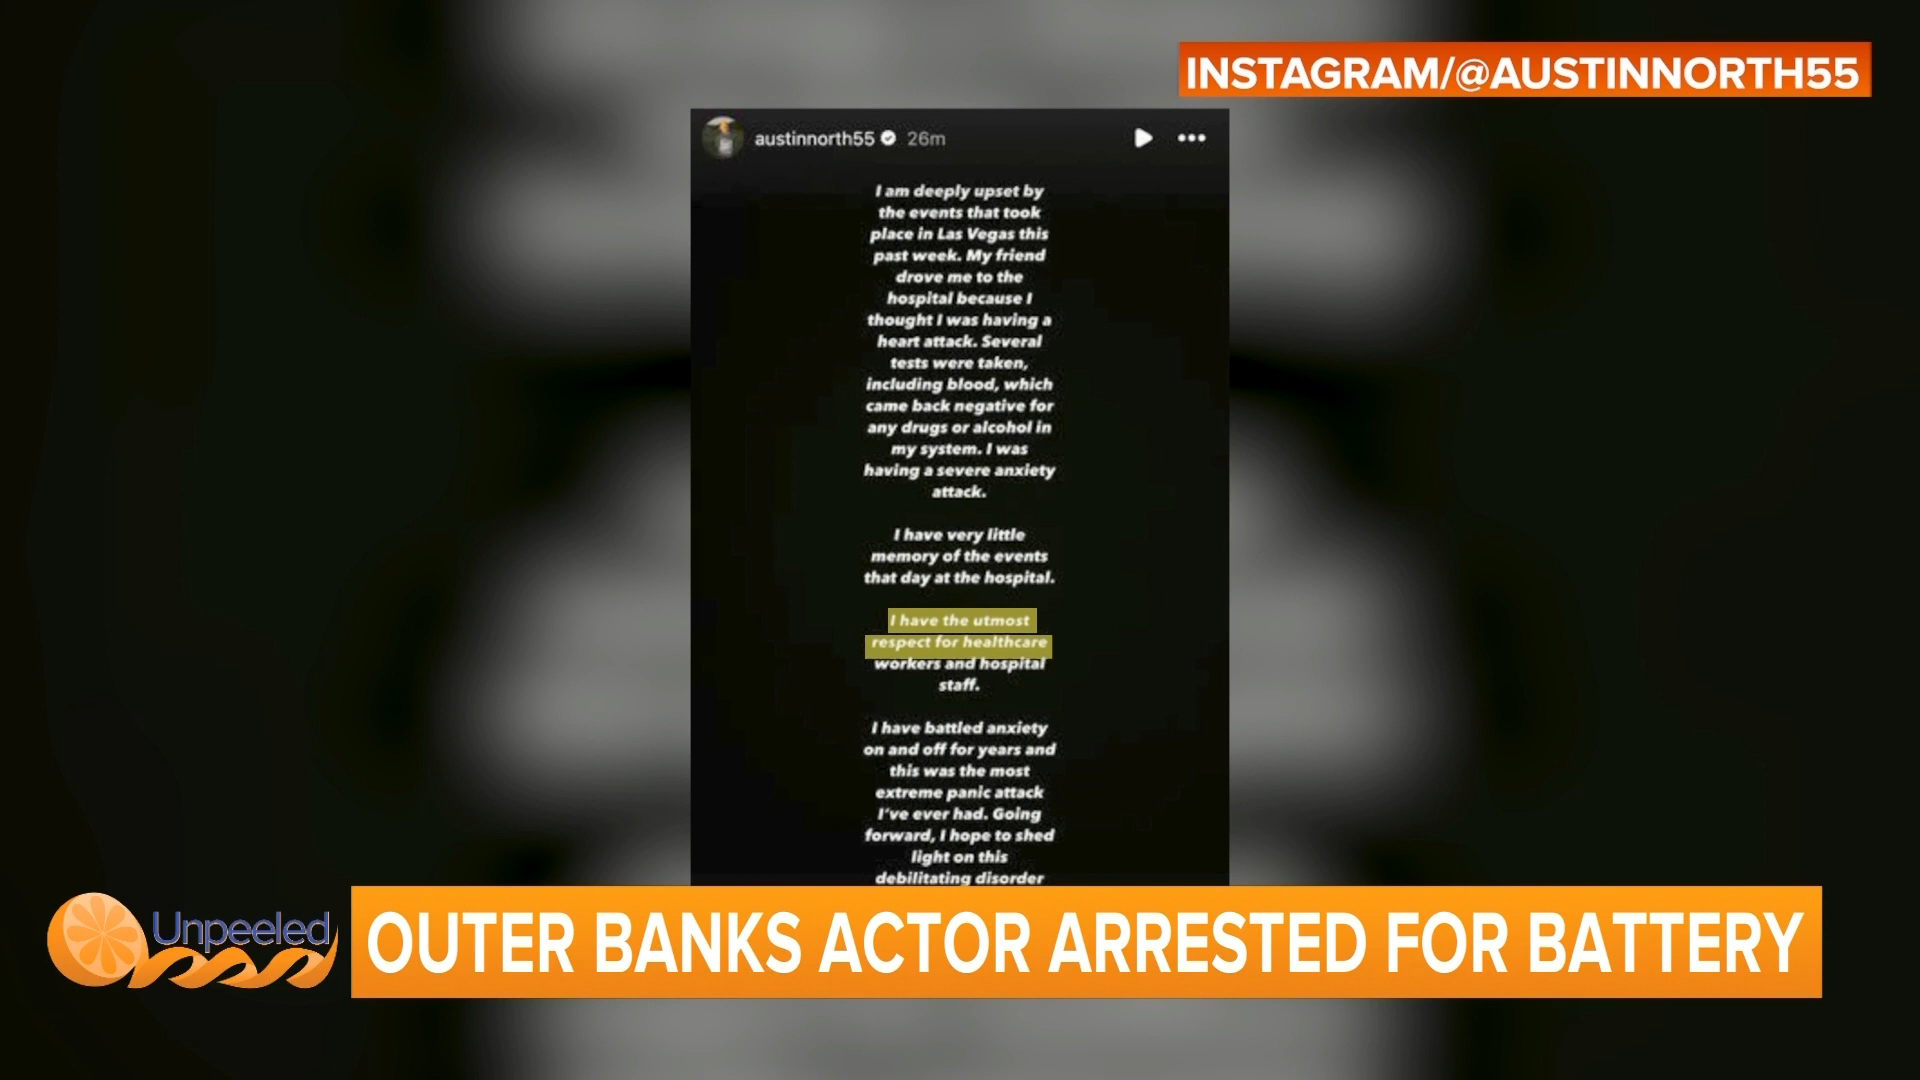 INSTAGRAM/@AUSTINNORTH55
austinnorth55 26m
I am deeply upset by
the events that took
place in Las Vegas this
past week. My friend
drove me to the
hospital because I
thought I was having a
heart attack. Several
tests were taken,
including blood, which
came back negative for
any drugs or alcohol in
my system. I was
having a severe anxiety
attack.
I have very little
memory of the events
that day at the hospital.
I have the utmost
respect for healthcare
workers and hospital
staff.
I have battled anxiety
on and off for years and
this was the most
extreme panic attack
I've ever had. Going
forward, I hope to shed
light on this
debilitating disorder
Unpeeled
OUTER BANKS ACTOR ARRESTED FOR BATTERY